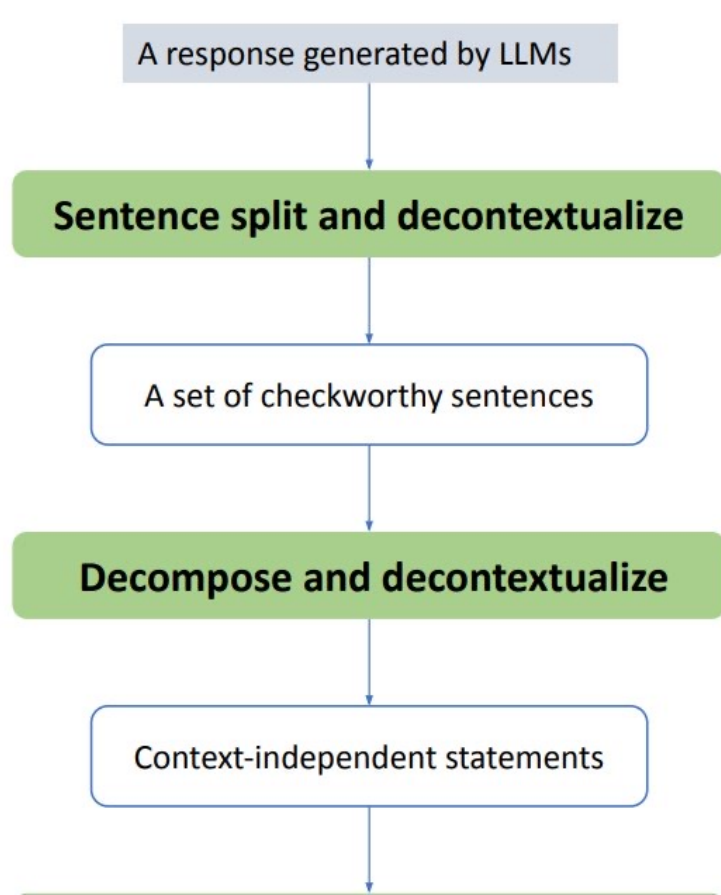 A response generated by LLMs
Sentence split and decontextualize
A set of checkworthy sentences
Decompose and decontextualize
Context-independent statements